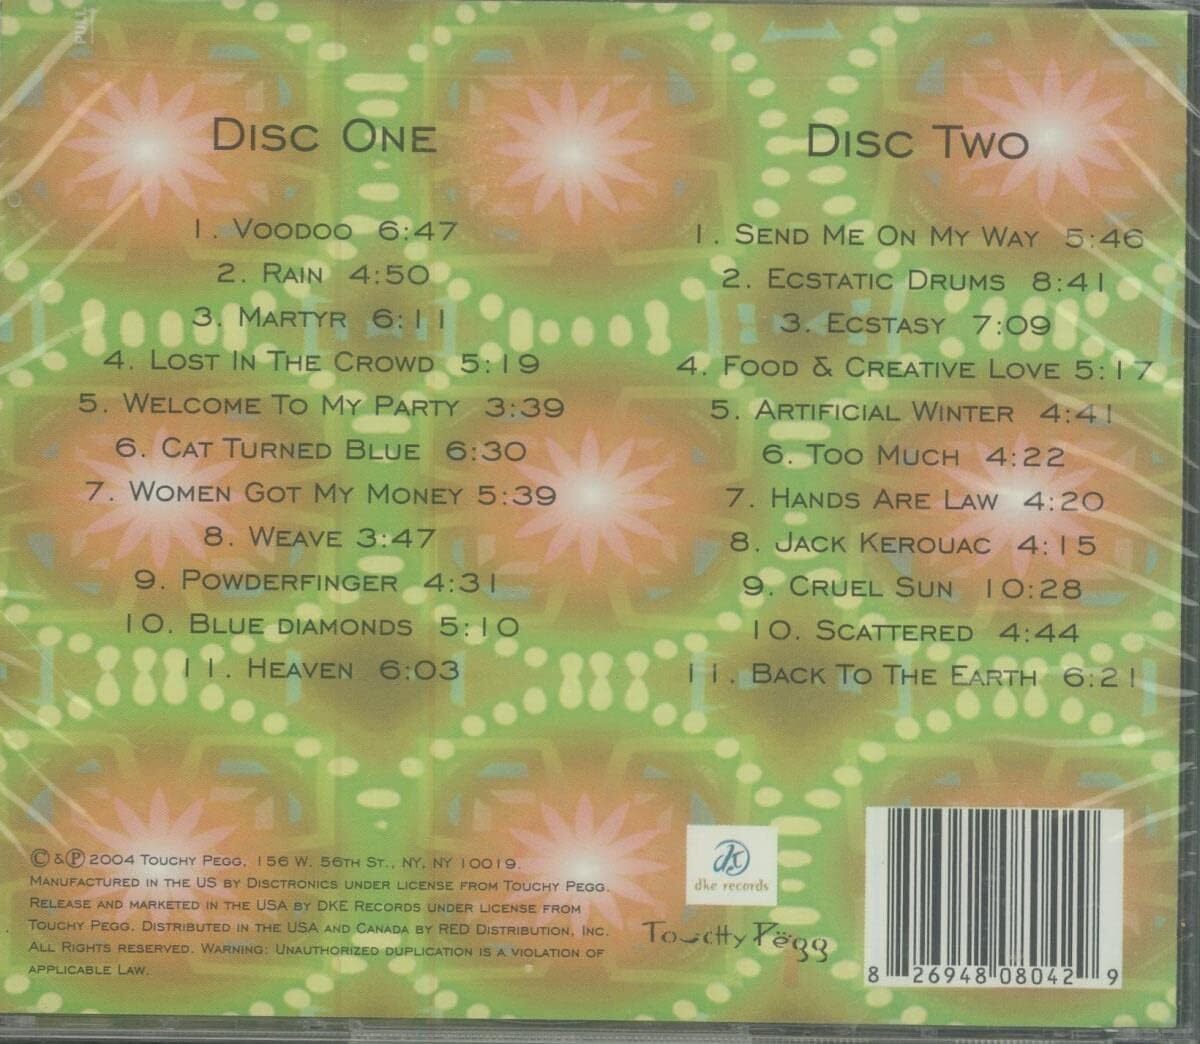 PULL
DISC ONE
1. VOODOO 6:47
2. RAIN 4:50
3. MARTYR 6:11
4. LOST IN THE CROWD 5:19
5. WELCOME TO MY PARTY 3:39
6. CAT TURNED BLUE 6:30
7. WOMEN GOT MY MONEY 5:39
8. WEAVE 3:47
9. POWDERFINGER 4:31
10. BLUE DIAMONDS 5:10
11. HEAVEN 6:03
DISC TWO
1. SEND ME ON MY WAY 5:46
2. ECSTATIC DRUMS 8:41
3. ECSTASY 7:09
4. FOOD & CREATIVE LOVE 5:17
5. ARTIFICIAL WINTER 4:41
6. TOO MUCH 4:22
7. HANDS ARE LAW 4:20
8. JACK KEROUAC 4:15
9. CRUEL SUN 10:28
10. SCATTERED 4:44
11. BACK TO THE EARTH 6:21
© & ℗ 2004 TOUCHY PEGG, 156 W. 56TH ST., NY, NY 10019.
MANUFACTURED IN THE US BY DISCTRONICS UNDER LICENSE FROM TOUCHY PEGG.
RELEASE AND MARKETED IN THE USA BY DKE RECORDS UNDER LICENSE FROM
TOUCHY PEGG. DISTRIBUTED IN THE USA AND CANADA BY RED DISTRIBUTION, INC.
ALL RIGHTS RESERVED. WARNING: UNAUTHORIZED DUPLICATION IS A VIOLATION OF
APPLICABLE LAW.
dk
dke records
Touchy Pëgg
8 26948 08042 9